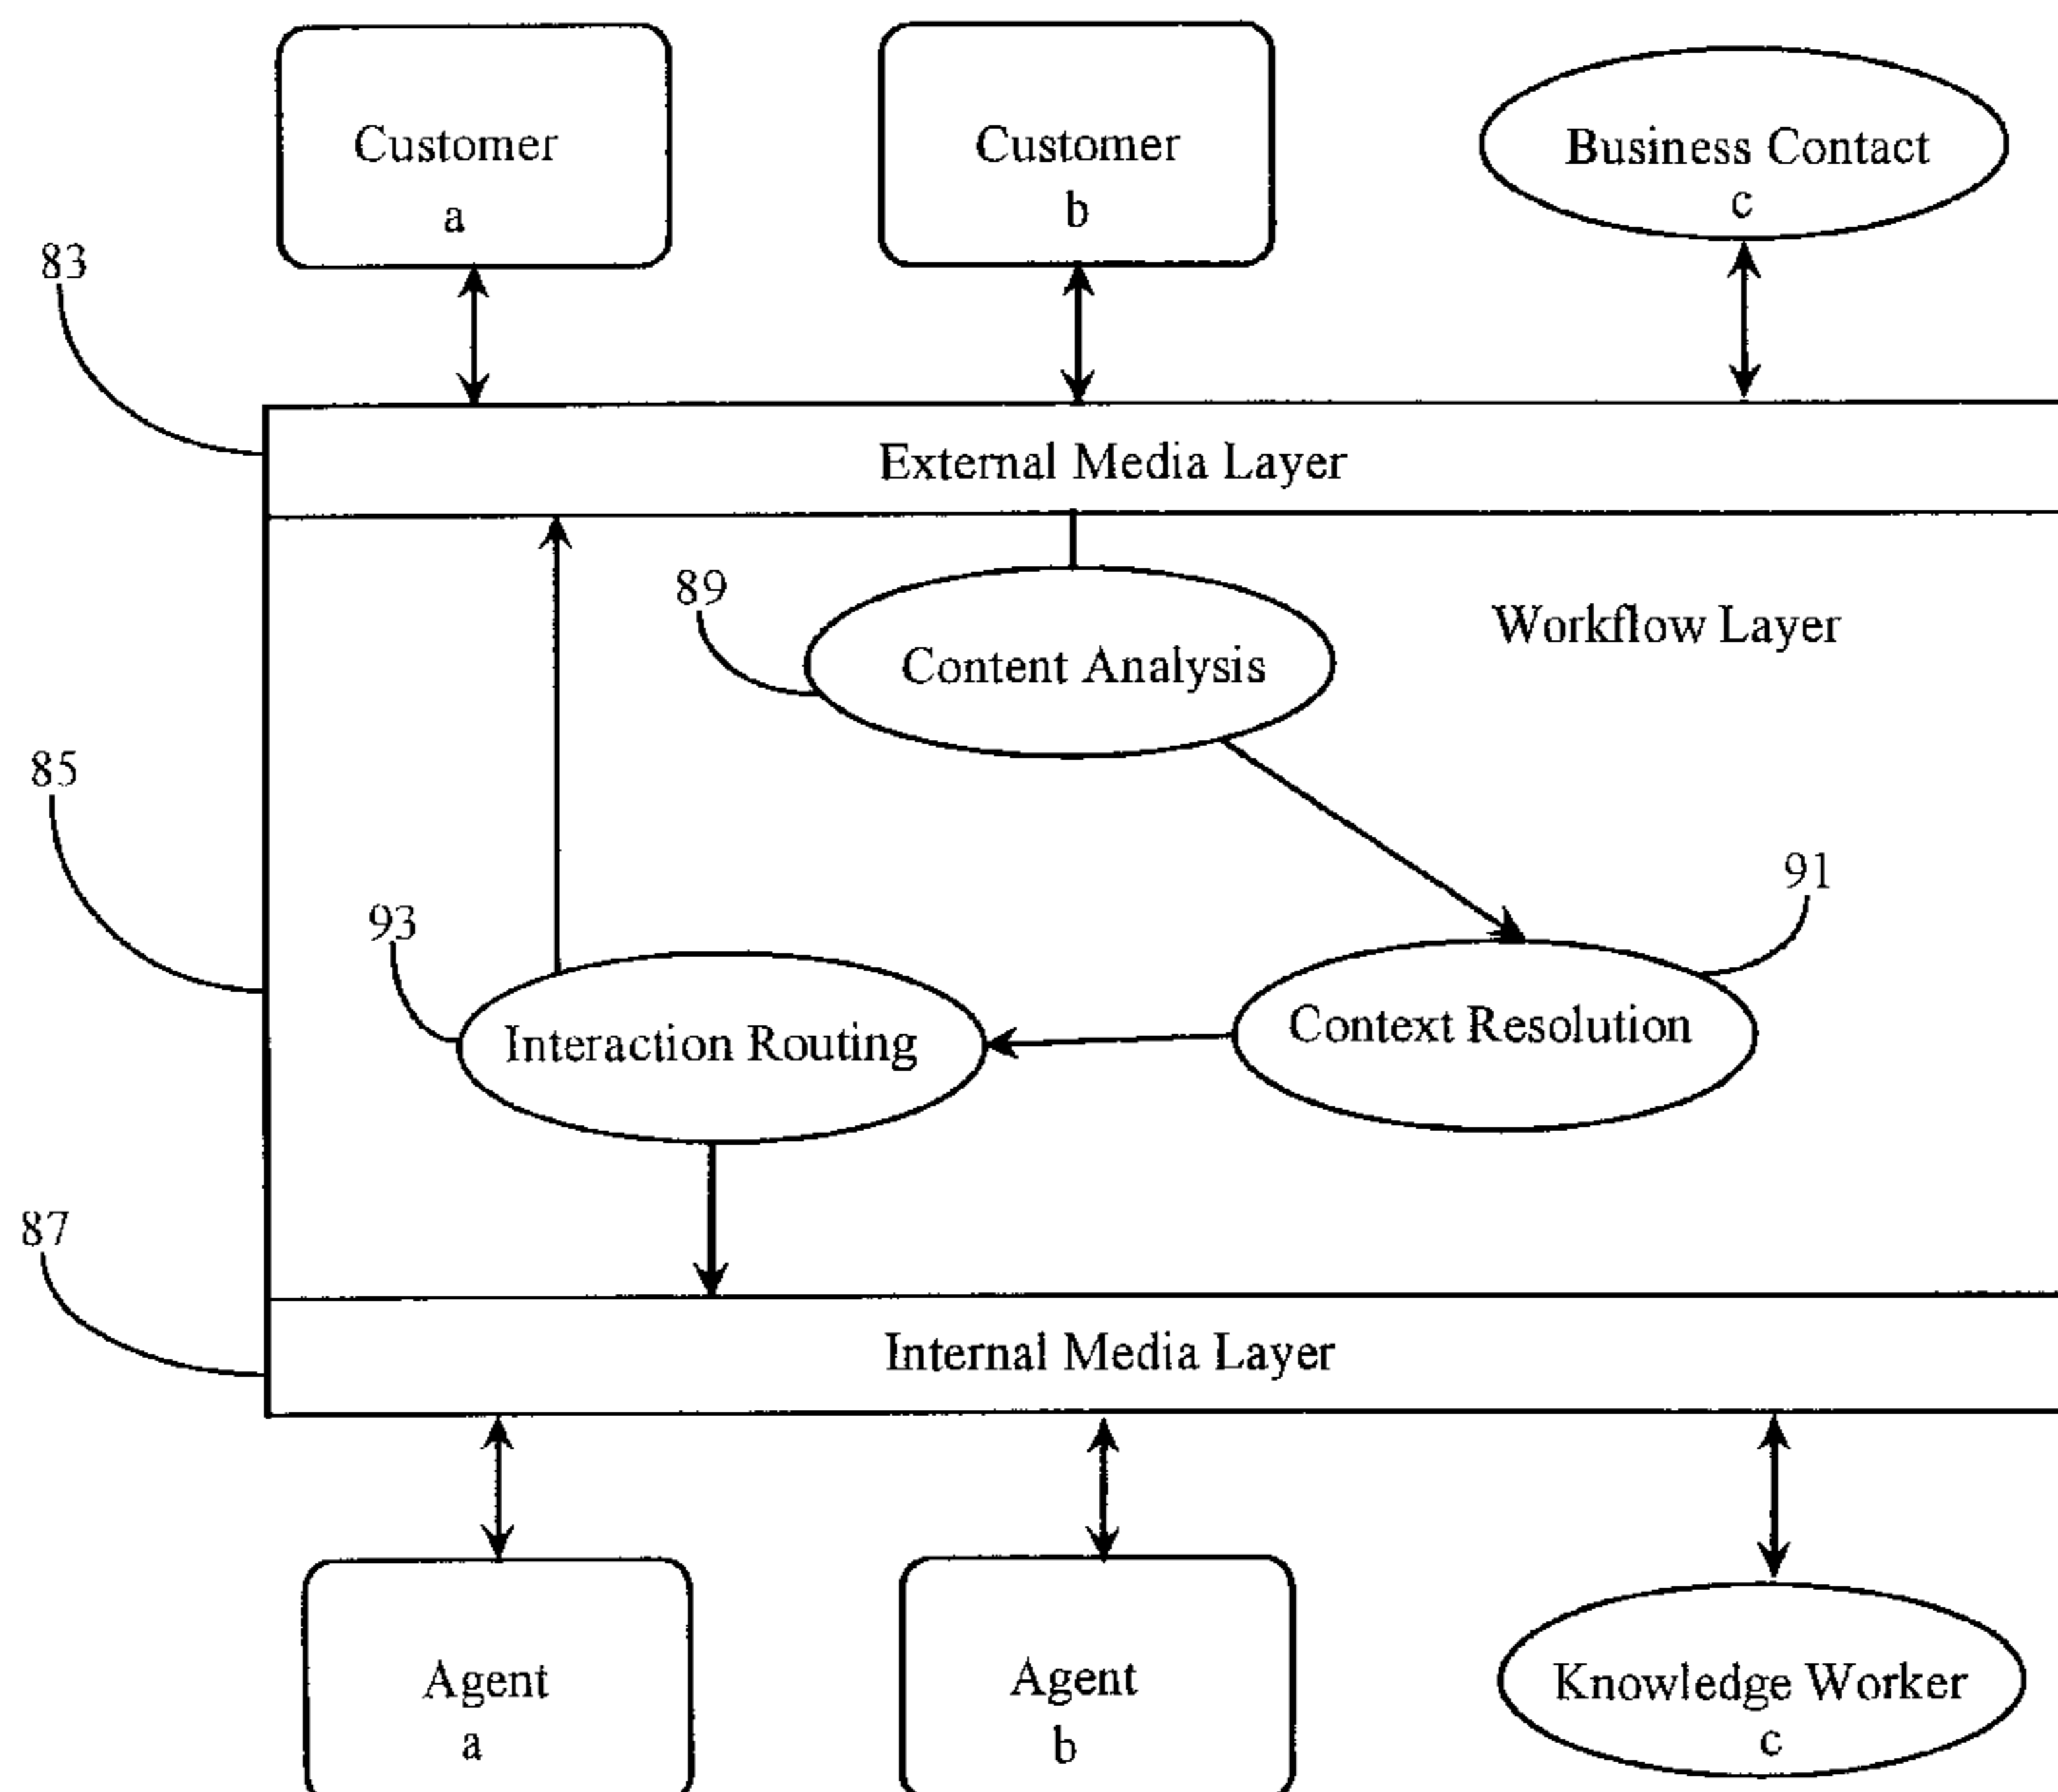 Customer
a
Customer
b
Business Contact
c
83
External Media Layer
89
Content Analysis
Workflow Layer
85
91
93
Interaction Routing
Context Resolution
87
Internal Media Layer
Agent
a
Agent
b
Knowledge Worker
c